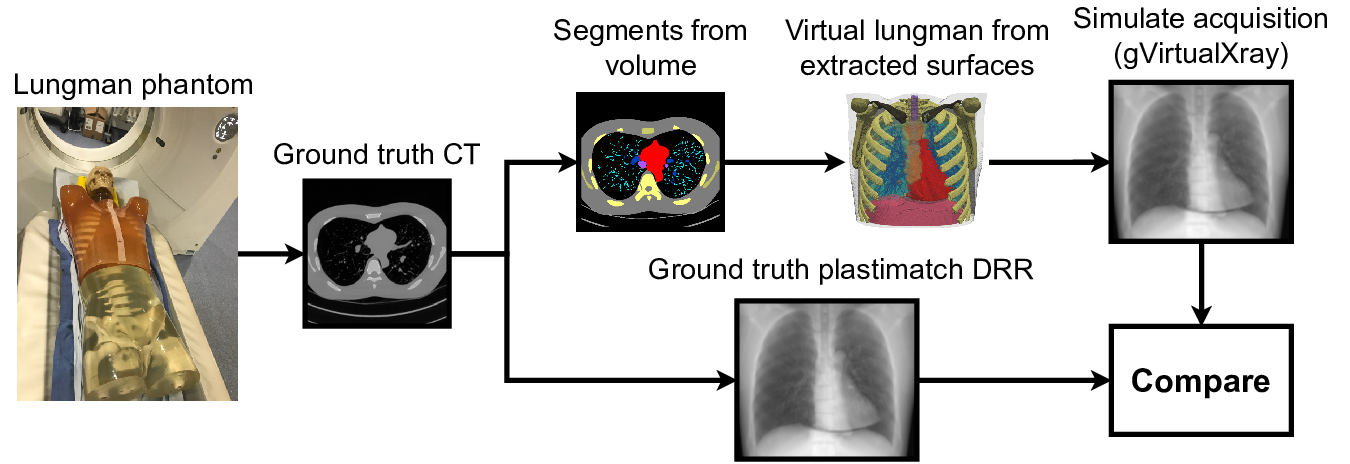 Lungman phantom
Ground truth CT
Segments from
volume
Virtual lungman from
extracted surfaces
Simulate acquisition
(gVirtualXray)
Ground truth plastimatch DRR
Compare